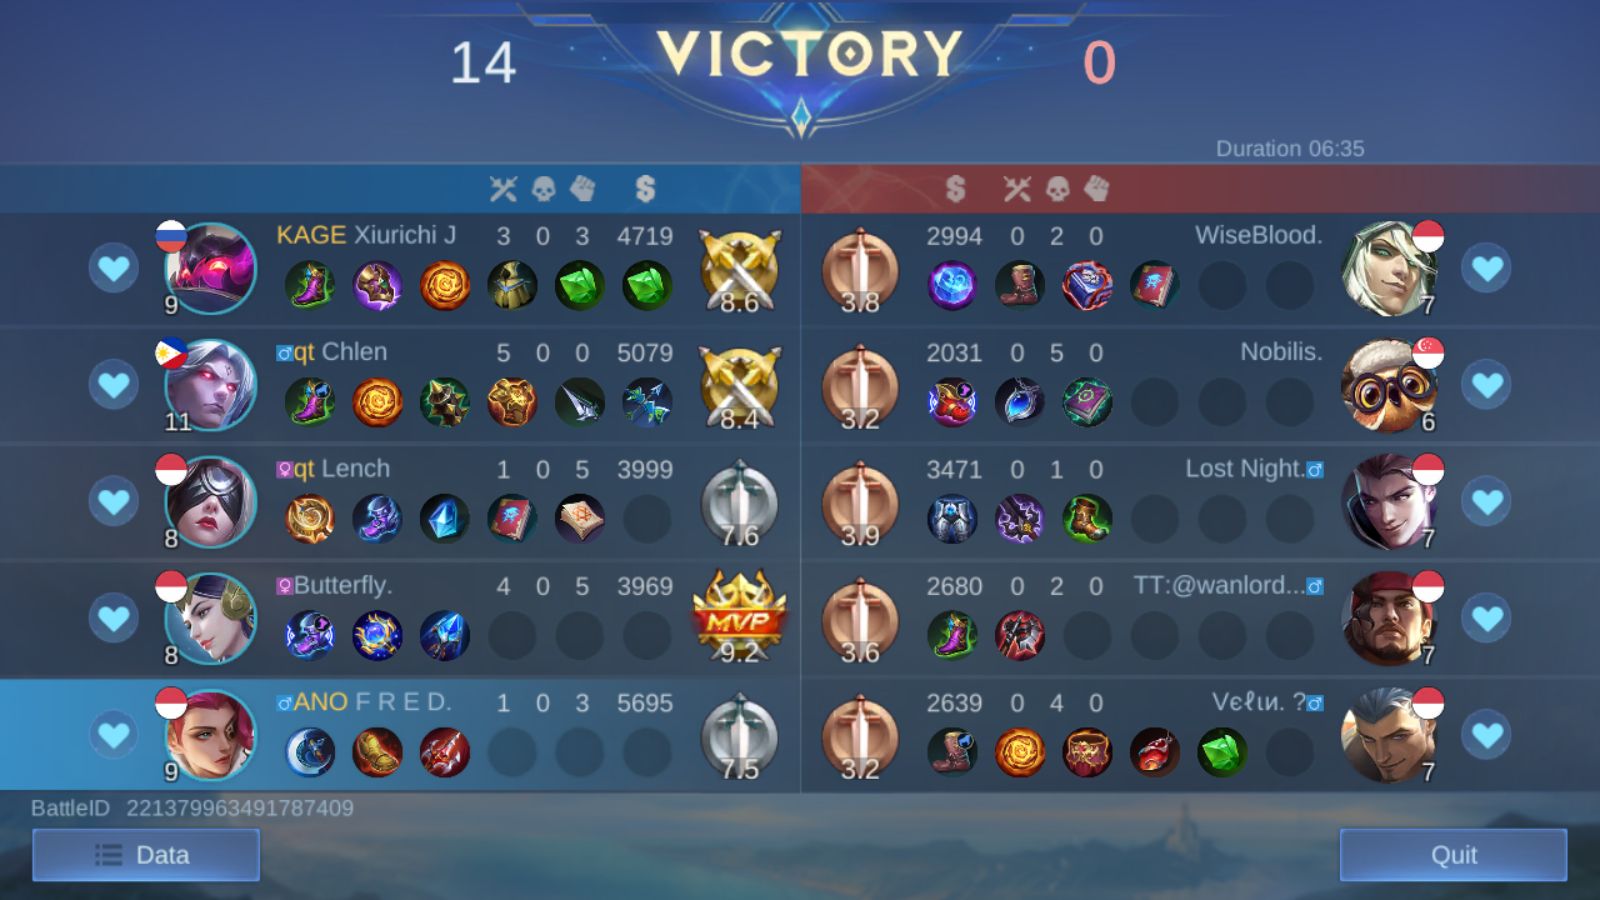 14 VICTORY 0
Duration 06:35
KAGE Xiurichi J 3 0 3 4719
9 8.6
2994 0 2 0 WiseBlood.
3.8 7
♂qt Chlen 5 0 0 5079
11 8.4
2031 0 5 0 Nobilis.
3.2 6
♀qt Lench 1 0 5 3999
8 7.6
3471 0 1 0 Lost Night.♂
3.9 7
♀Butterfly. 4 0 5 3969
MVP
8 9.2
2680 0 2 0 TT:@wanlord...♂
3.6 7
♂ANO F R E D. 1 0 3 5695
9 7.5
2639 0 4 0 Vєℓιи. ?♂
3.2 7
BattleID 221379963491787409
Data
Quit